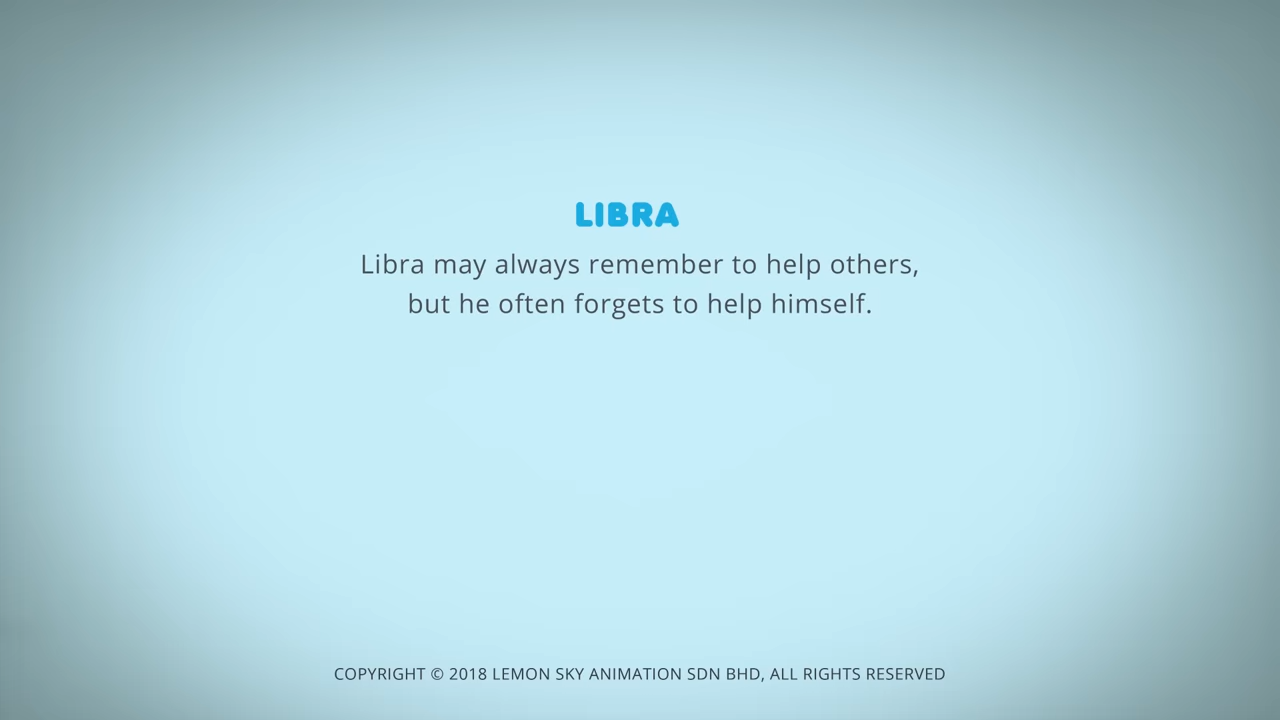 LIBRA
Libra may always remember to help others,
but he often forgets to help himself.
COPYRIGHT © 2018 LEMON SKY ANIMATION SDN BHD, ALL RIGHTS RESERVED